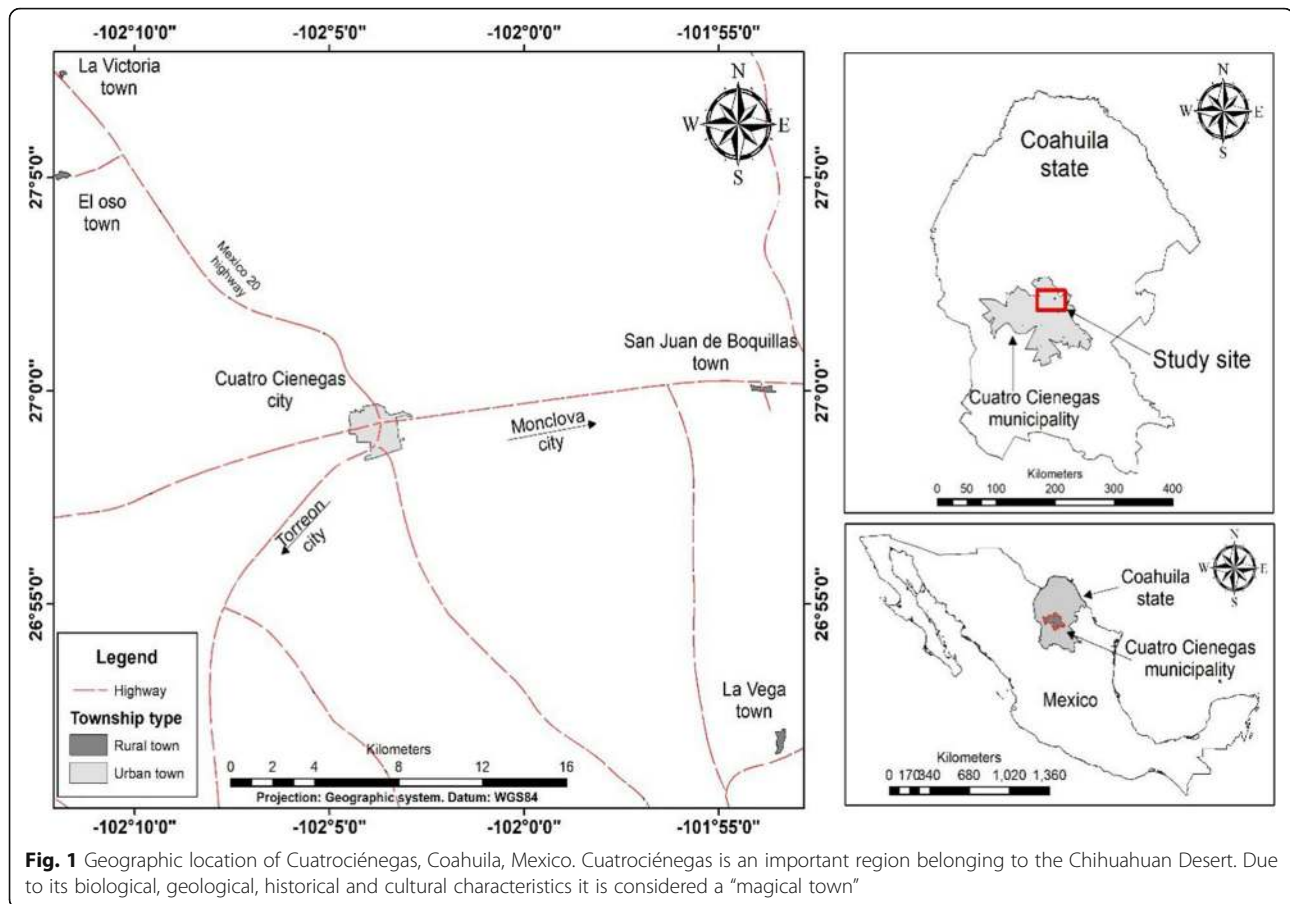 -102°10'0"
-102°5'0"
-102°0'0"
-101°55'0"
La Victoria
town
N
W
E
S
27°5'0"
27°5'0"
El oso
town
Mexico 20
highway
San Juan de Boquillas
town
27°0'0"
27°0'0"
Cuatro Cienegas
city
Monclova
city
Torreon
city
26°55'0"
26°55'0"
Legend
Highway
Township type
Rural town
Urban town
La Vega
town
Kilometers
0 2 4 8 12 16
Projection: Geographic system. Datum: WGS84
-102°10'0"
-102°5'0"
-102°0'0"
-101°55'0"
N
W
E
S
Coahuila
state
Study site
Cuatro Cienegas
municipality
Kilometers
0 50 100 200 300 400
N
W
E
S
Coahuila
state
Cuatro Cienegas
municipality
Mexico
Kilometers
0 170 340 680 1,020 1,360
Fig. 1 Geographic location of Cuatrociénegas, Coahuila, Mexico. Cuatrociénegas is an important region belonging to the Chihuahuan Desert. Due
to its biological, geological, historical and cultural characteristics it is considered a “magical town”